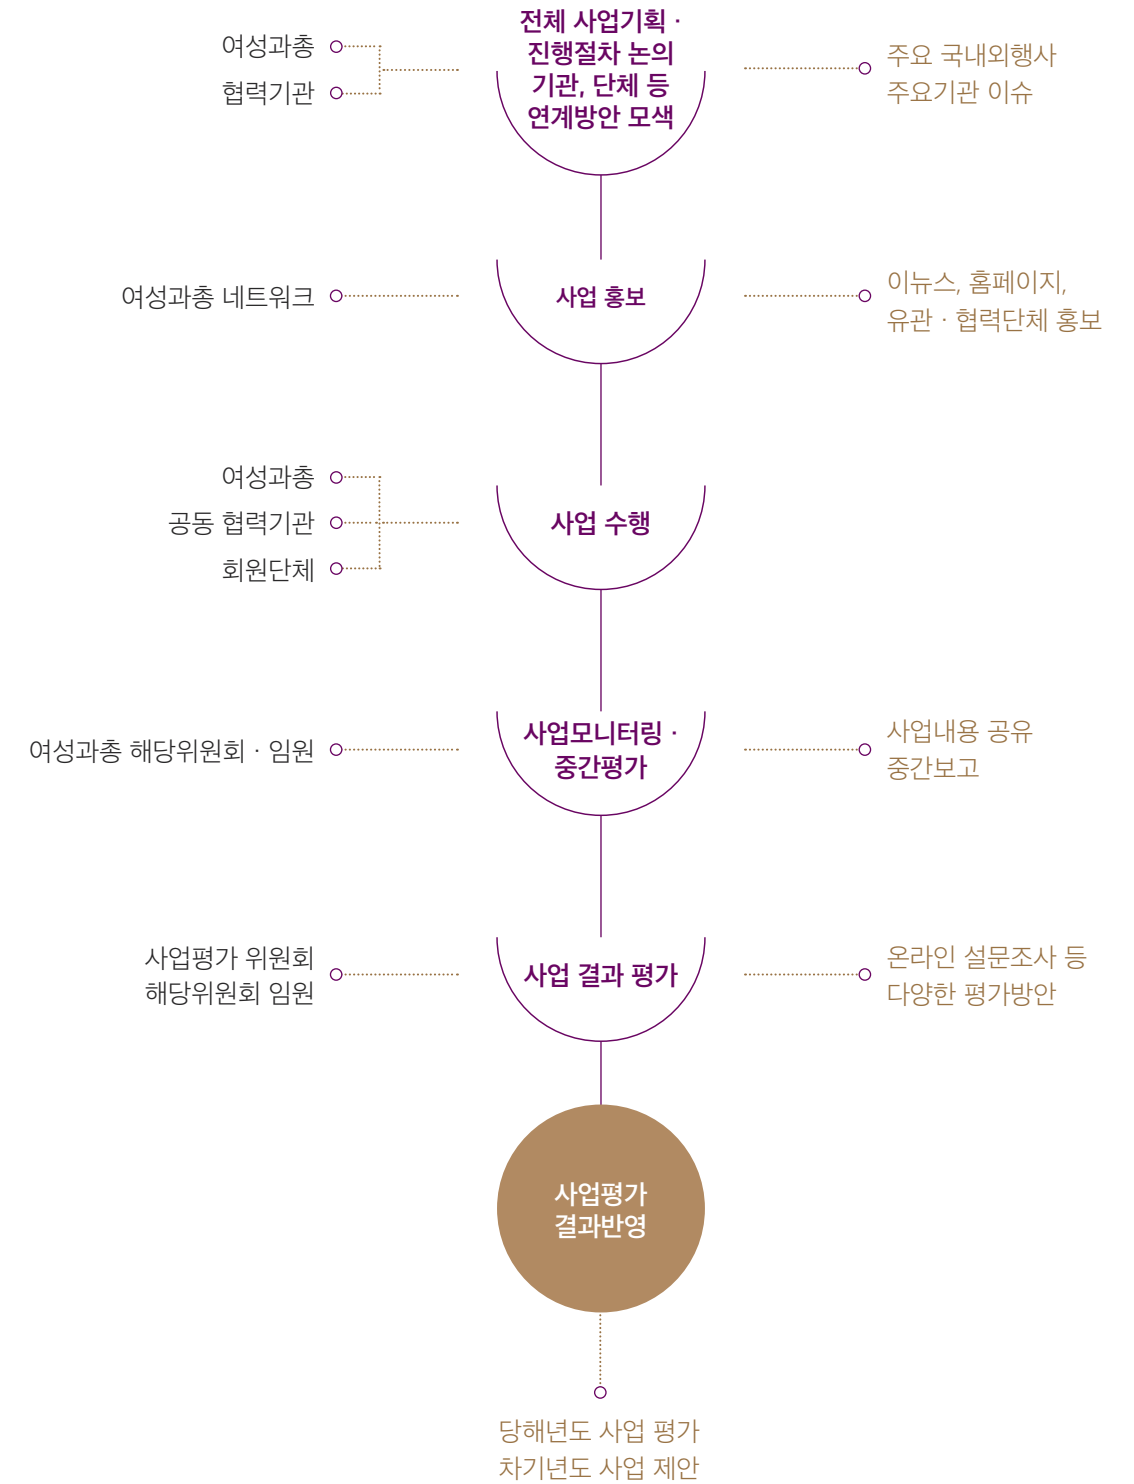 여성과총
협력기관
전체 사업기획 ·
진행절차 논의
기관, 단체 등
연계방안 모색
주요 국내외행사
주요기관 이슈
여성과총 네트워크
사업 홍보
이뉴스, 홈페이지,
유관 · 협력단체 홍보
여성과총
공동 협력기관
회원단체
사업 수행
여성과총 해당위원회 · 임원
사업모니터링 ·
중간평가
사업내용 공유
중간보고
사업평가 위원회
해당위원회 임원
사업 결과 평가
온라인 설문조사 등
다양한 평가방안
사업평가
결과반영
당해년도 사업 평가
차기년도 사업 제안